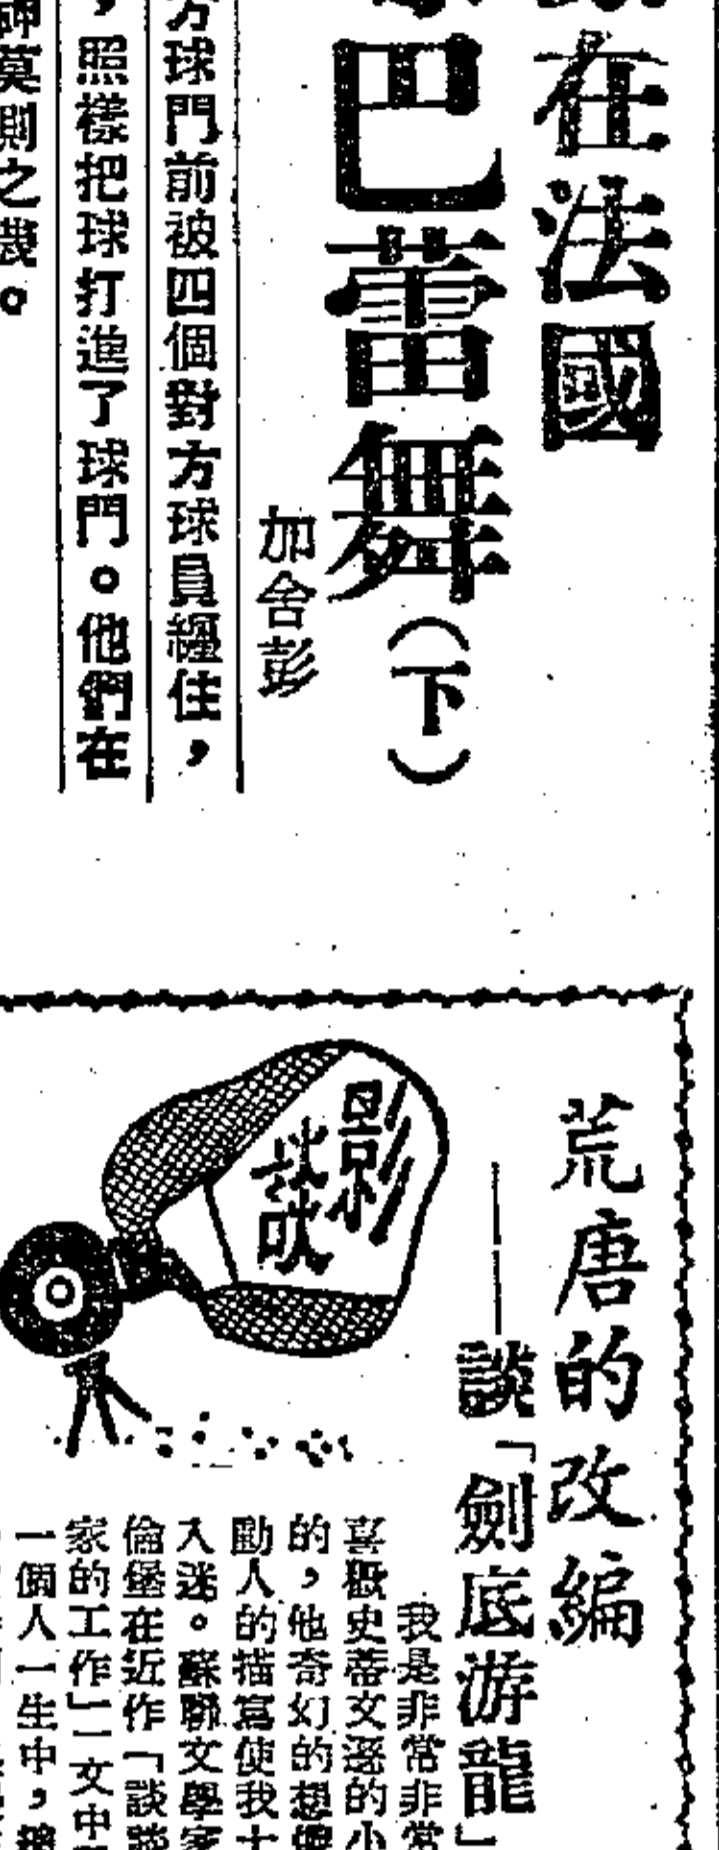 在法國
巴蕾舞（下）
加舍彭
方球門前被四個對方球員纏住，
，照樣把球打進了球門。他們在
碑莫測之譏。
荒唐的改編
——談「劍底游龍」
影談
我是非常非常
喜歡史蒂文遜的小
的，他奇幻的想像
動人的描寫使我十
入迷。蘇聯文學家
倫堡在近作「談談
家的工作」一文中
一個人一生中，